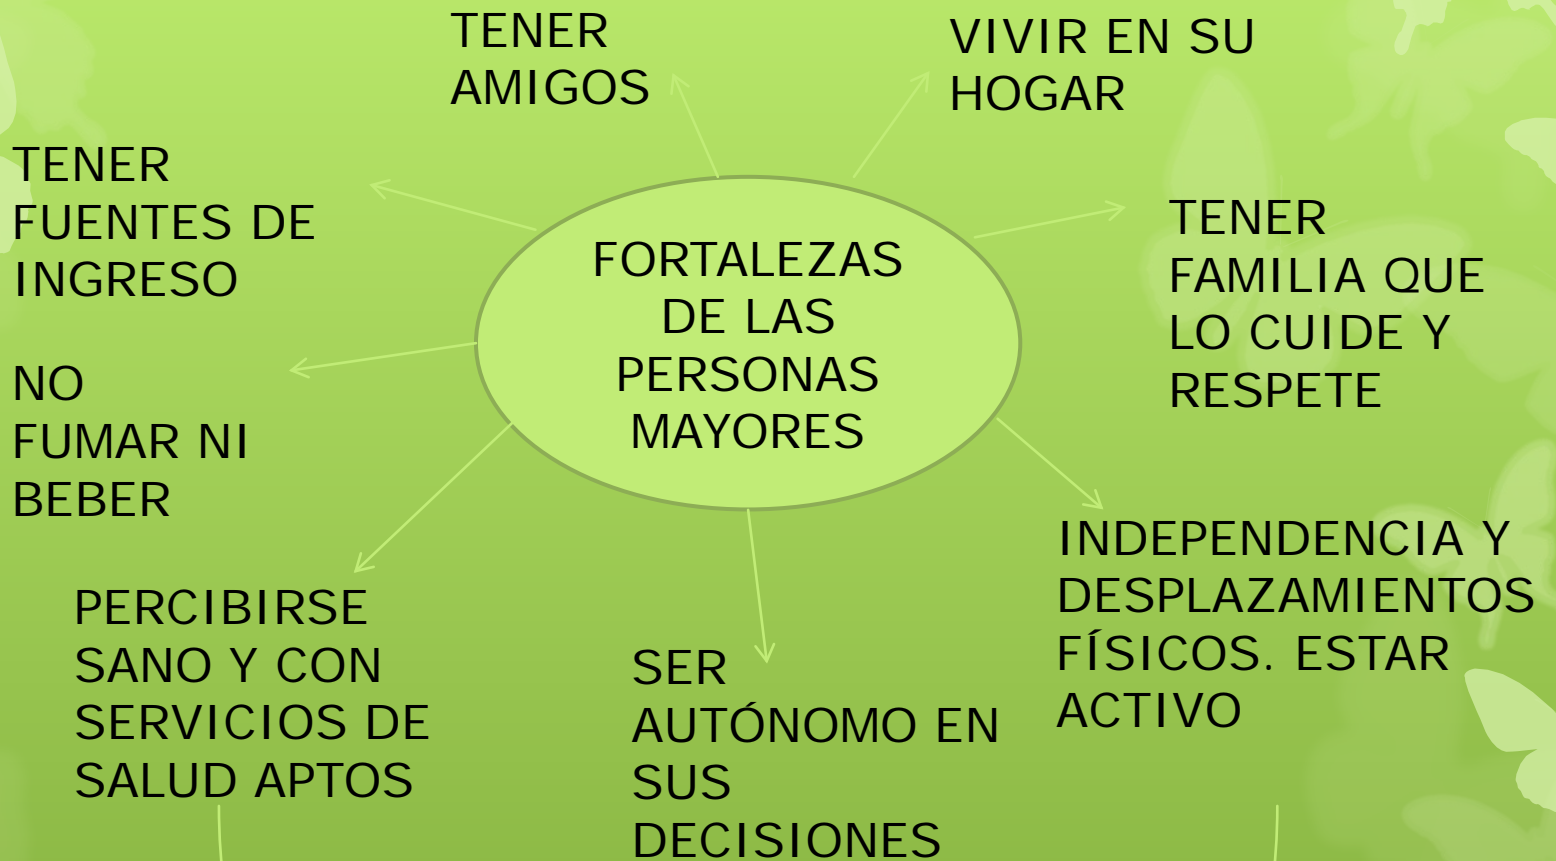 TENER
AMIGOS
VIVIR EN SU
HOGAR
TENER
FUENTES DE
INGRESO
FORTALEZAS
DE LAS
PERSONAS
MAYORES
TENER
FAMILIA QUE
LO CUIDE Y
RESPETE
NO
FUMAR NI
BEBER
INDEPENDENCIA Y
DESPLAZAMIENTOS
FÍSICOS. ESTAR
ACTIVO
PERCIBIRSE
SANO Y CON
SERVICIOS DE
SALUD APTOS
SER
AUTÓNOMO EN
SUS
DECISIONES